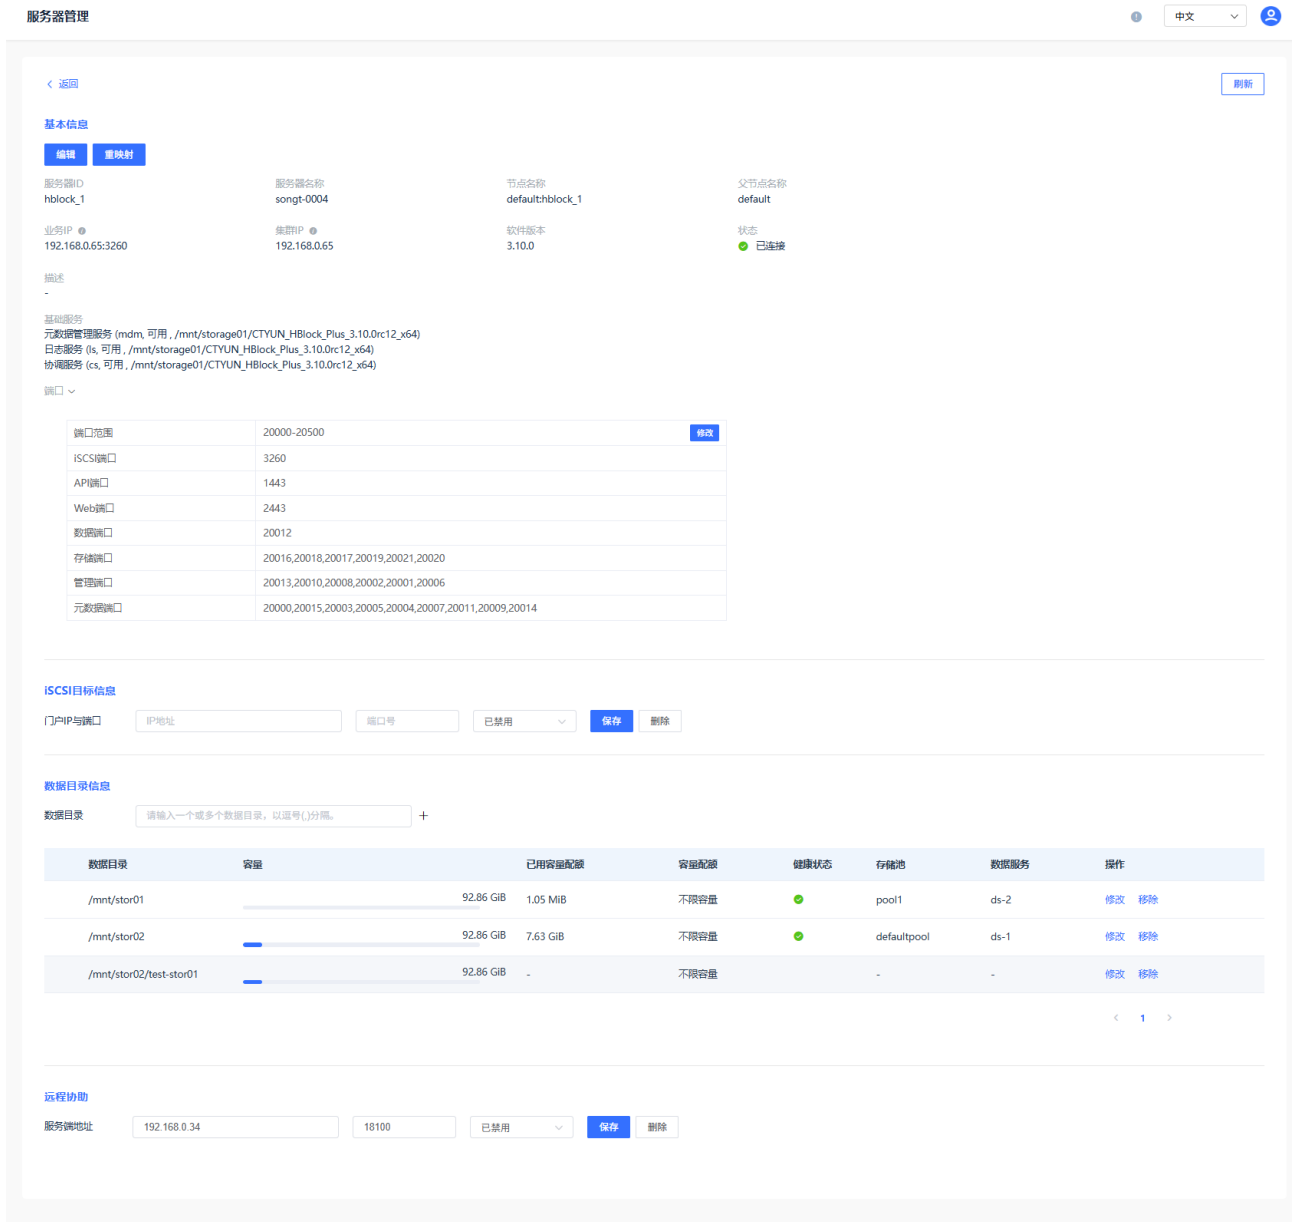 服务器管理
中文
返回
刷新
基本信息
编辑 重映射
服务器ID 服务器名称 节点名称 父节点名称
hblock_1 songt-0004 default:hblock_1 default
业务IP 集群IP 软件版本 状态
192.168.0.65:3260 192.168.0.65 3.10.0 已连接
描述
-
基础服务
元数据管理服务 (mdm, 可用 , /mnt/storage01/CTYUN_HBlock_Plus_3.10.0rc12_x64)
日志服务 (ls, 可用 , /mnt/storage01/CTYUN_HBlock_Plus_3.10.0rc12_x64)
协调服务 (cs, 可用 , /mnt/storage01/CTYUN_HBlock_Plus_3.10.0rc12_x64)
端口
端口范围 20000-20500 修改
iSCSI端口 3260
API端口 1443
Web端口 2443
数据端口 20012
存储端口 20016,20018,20017,20019,20021,20020
管理端口 20013,20010,20008,20002,20001,20006
元数据端口 20000,20015,20003,20005,20004,20007,20011,20009,20014
iSCSI目标信息
门户IP与端口 IP地址 端口号 已禁用 保存 删除
数据目录信息
数据目录 请输入一个或多个数据目录，以逗号(,)分隔。 +
数据目录 容量 已用容量配额 容量配额 健康状态 存储池 数据服务 操作
/mnt/stor01 92.86 GiB 1.05 MiB 不限容量 pool1 ds-2 修改 移除
/mnt/stor02 92.86 GiB 7.63 GiB 不限容量 defaultpool ds-1 修改 移除
/mnt/stor02/test-stor01 92.86 GiB - 不限容量 - - 修改 移除
1
远程协助
服务端地址 192.168.0.34 18100 已禁用 保存 删除